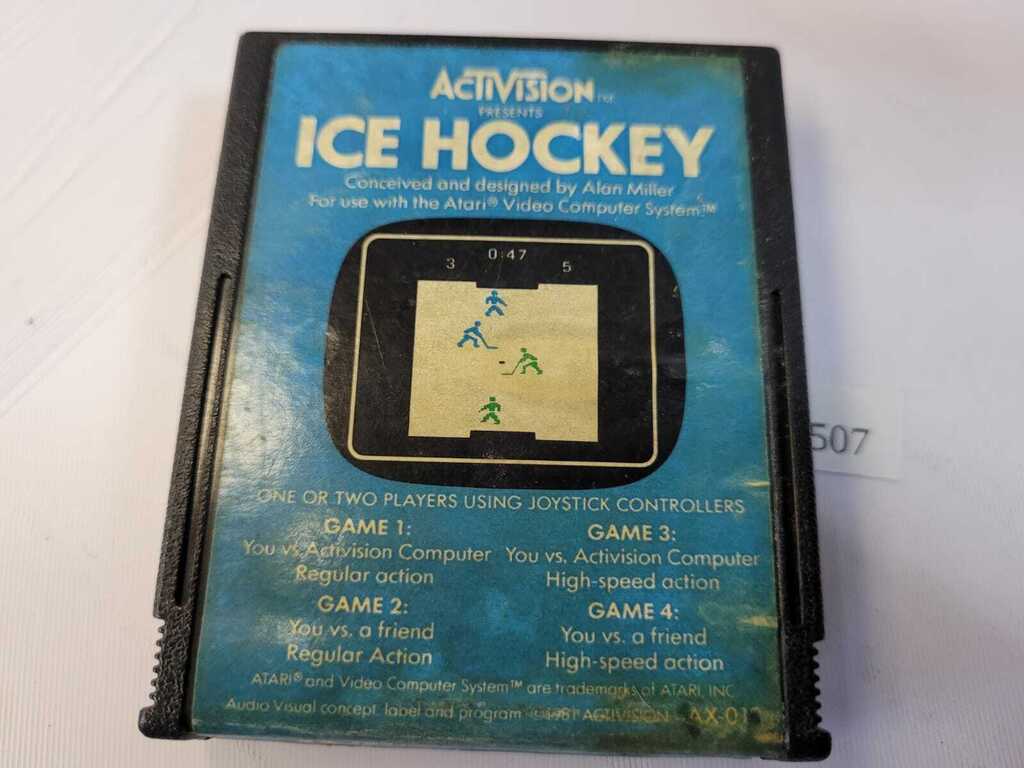 ACTIVISION TM
PRESENTS
ICE HOCKEY
Conceived and designed by Alan Miller
For use with the Atari® Video Computer System™
0:47
3 5
ONE OR TWO PLAYERS USING JOYSTICK CONTROLLERS
GAME 1:
You vs. Activision Computer
Regular action
GAME 2:
You vs. a friend
Regular Action
GAME 3:
You vs. Activision Computer
High-speed action
GAME 4:
You vs. a friend
High-speed action
ATARI® and Video Computer System™ are trademarks of ATARI, INC
Audio Visual concept, label and program ©1981 ACTIVISION
507